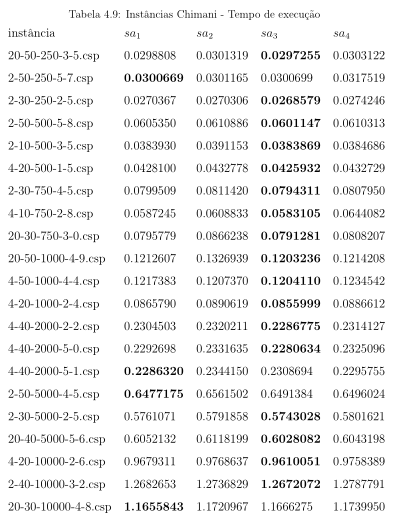 Tabela 4.9: Instâncias Chimani - Tempo de execução
instância sa1 sa2 sa3 sa4
20-50-250-3-5.csp 0.0298808 0.0301319 0.0297255 0.0303122
2-50-250-5-7.csp 0.0300669 0.0301165 0.0300699 0.0317519
2-30-250-2-5.csp 0.0270367 0.0270306 0.0268579 0.0274246
2-50-500-5-8.csp 0.0605350 0.0610886 0.0601147 0.0610313
2-10-500-3-5.csp 0.0383930 0.0391153 0.0383869 0.0384686
4-20-500-1-5.csp 0.0428100 0.0432778 0.0425932 0.0432729
2-30-750-4-5.csp 0.0799509 0.0811420 0.0794311 0.0807950
4-10-750-2-8.csp 0.0587245 0.0608833 0.0583105 0.0644082
20-30-750-3-0.csp 0.0795779 0.0866238 0.0791281 0.0808207
20-50-1000-4-9.csp 0.1212607 0.1326939 0.1203236 0.1214208
4-50-1000-4-4.csp 0.1217383 0.1207370 0.1204110 0.1234542
4-20-1000-2-4.csp 0.0865790 0.0890619 0.0855999 0.0886612
4-40-2000-2-2.csp 0.2304503 0.2320211 0.2286775 0.2314127
4-40-2000-5-0.csp 0.2292698 0.2331635 0.2280634 0.2325096
4-40-2000-5-1.csp 0.2286320 0.2344150 0.2308694 0.2295755
2-50-5000-4-5.csp 0.6477175 0.6561502 0.6491384 0.6496024
2-30-5000-2-5.csp 0.5761071 0.5791858 0.5743028 0.5801621
20-40-5000-5-6.csp 0.6052132 0.6118199 0.6028082 0.6043198
4-20-10000-2-6.csp 0.9679311 0.9768637 0.9610051 0.9758389
2-40-10000-3-2.csp 1.2682653 1.2736829 1.2672072 1.2787791
20-30-10000-4-8.csp 1.1655843 1.1720967 1.1666275 1.1739950